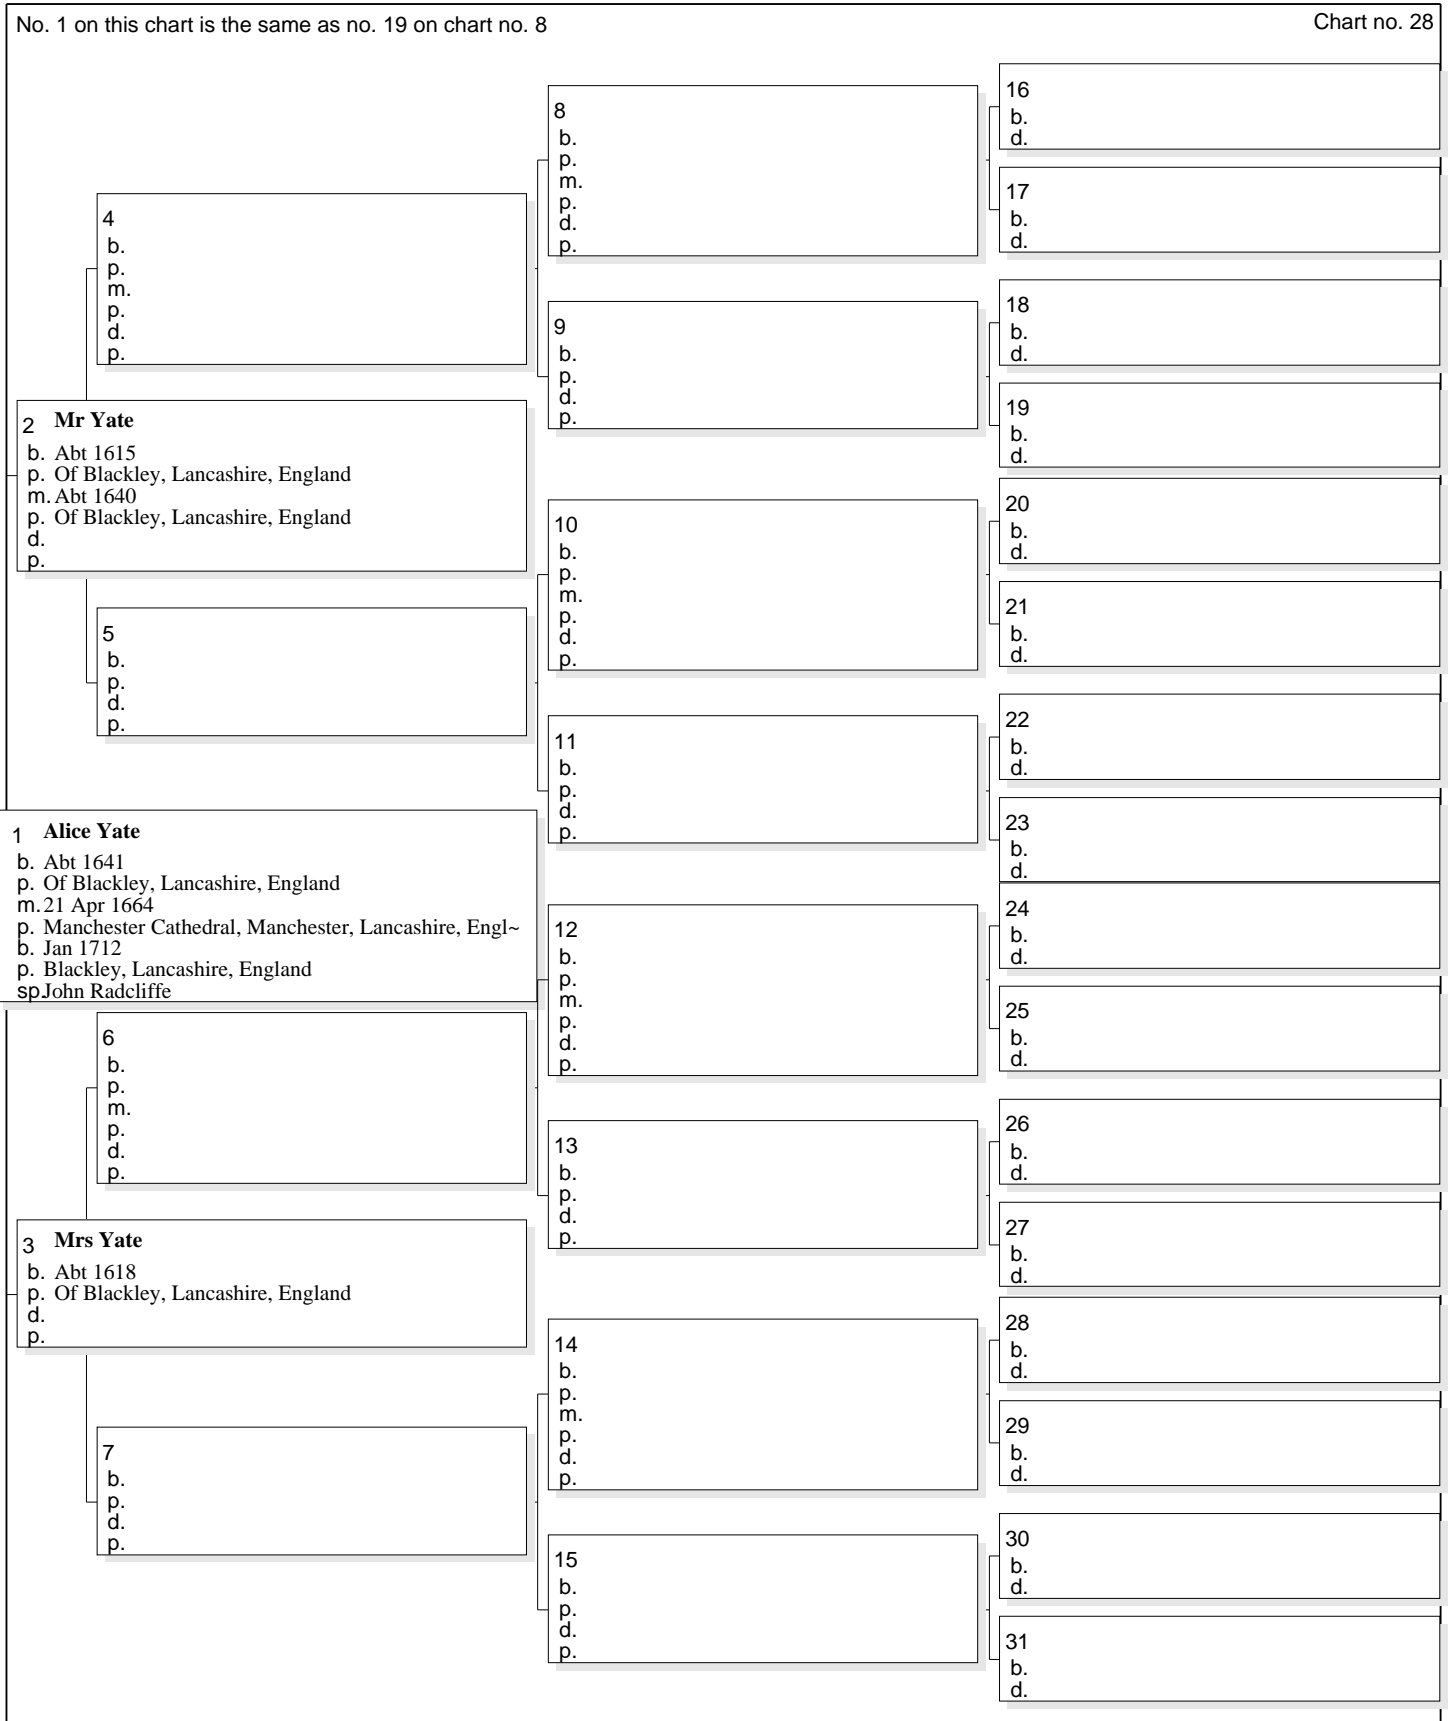 No. 1 on this chart is the same as no. 19 on chart no. 8
Chart no. 28
16
b.
d.
8
b.
p.
m.
p.
d.
p.
17
b.
d.
4
b.
p.
m.
p.
d.
p.
18
b.
d.
9
b.
p.
d.
p.
19
b.
d.
2 Mr Yate
b. Abt 1615
p. Of Blackley, Lancashire, England
m. Abt 1640
p. Of Blackley, Lancashire, England
d.
p.
20
b.
d.
10
b.
p.
m.
p.
d.
p.
21
b.
d.
5
b.
p.
d.
p.
22
b.
d.
11
b.
p.
d.
p.
23
b.
d.
1 Alice Yate
b. Abt 1641
p. Of Blackley, Lancashire, England
m. 21 Apr 1664
p. Manchester Cathedral, Manchester, Lancashire, Engl~
b. Jan 1712
p. Blackley, Lancashire, England
sp. John Radcliffe
24
b.
d.
12
b.
p.
m.
p.
d.
p.
25
b.
d.
6
b.
p.
m.
p.
d.
p.
26
b.
d.
13
b.
p.
d.
p.
27
b.
d.
3 Mrs Yate
b. Abt 1618
p. Of Blackley, Lancashire, England
d.
p.
28
b.
d.
14
b.
p.
m.
p.
d.
p.
29
b.
d.
7
b.
p.
d.
p.
30
b.
d.
15
b.
p.
d.
p.
31
b.
d.